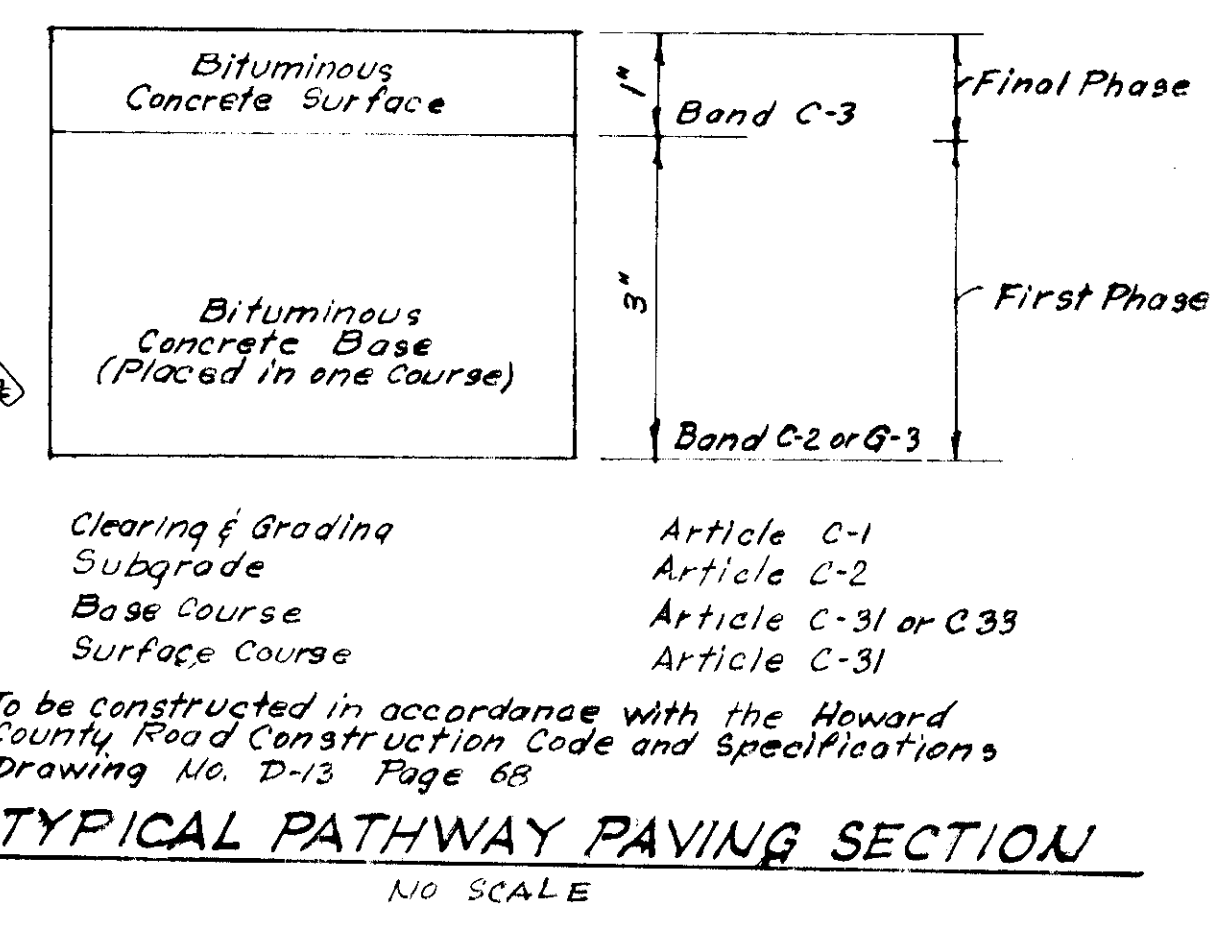 Bituminous
Concrete Surface
1"
Band C-3
Final Phase
Bituminous
Concrete Base
(Placed in one Course)
3"
First Phase
Band C-2 or G-3
Clearing & Grading Article C-1
Subgrade Article C-2
Base Course Article C-31 or C33
Surface Course Article C-31
To be constructed in accordance with the Howard
County Road Construction Code and Specifications
Drawing No. D-13 Page 68
TYPICAL PATHWAY PAVING SECTION
NO SCALE